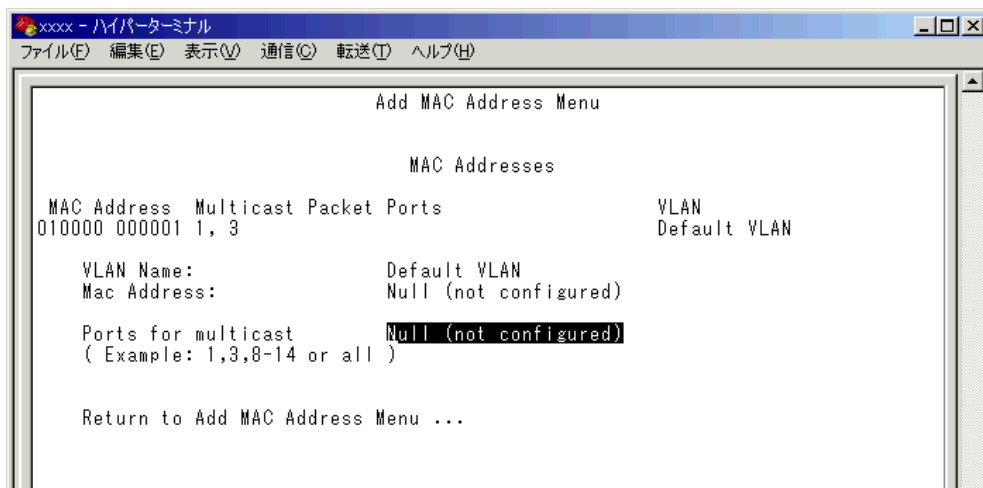 xxxx - ハイパーターミナル
ファイル(F) 編集(E) 表示(V) 通信(C) 転送(T) ヘルプ(H)
Add MAC Address Menu
MAC Addresses
MAC Address Multicast Packet Ports VLAN
010000 000001 1, 3 Default VLAN
VLAN Name: Default VLAN
Mac Address: Null (not configured)
Ports for multicast Null (not configured)
( Example: 1,3,8-14 or all )
Return to Add MAC Address Menu ...